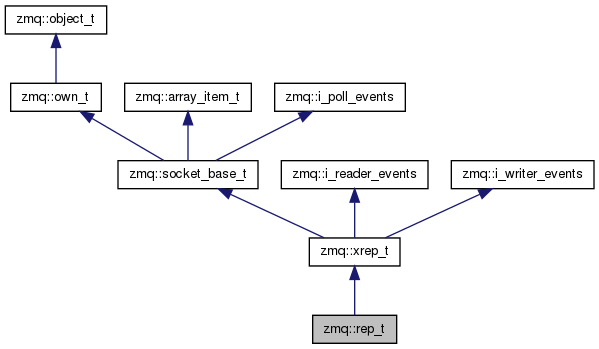 zmq::object_t
zmq::own_t
zmq::array_item_t
zmq::i_poll_events
zmq::socket_base_t
zmq::i_reader_events
zmq::i_writer_events
zmq::xrep_t
zmq::rep_t